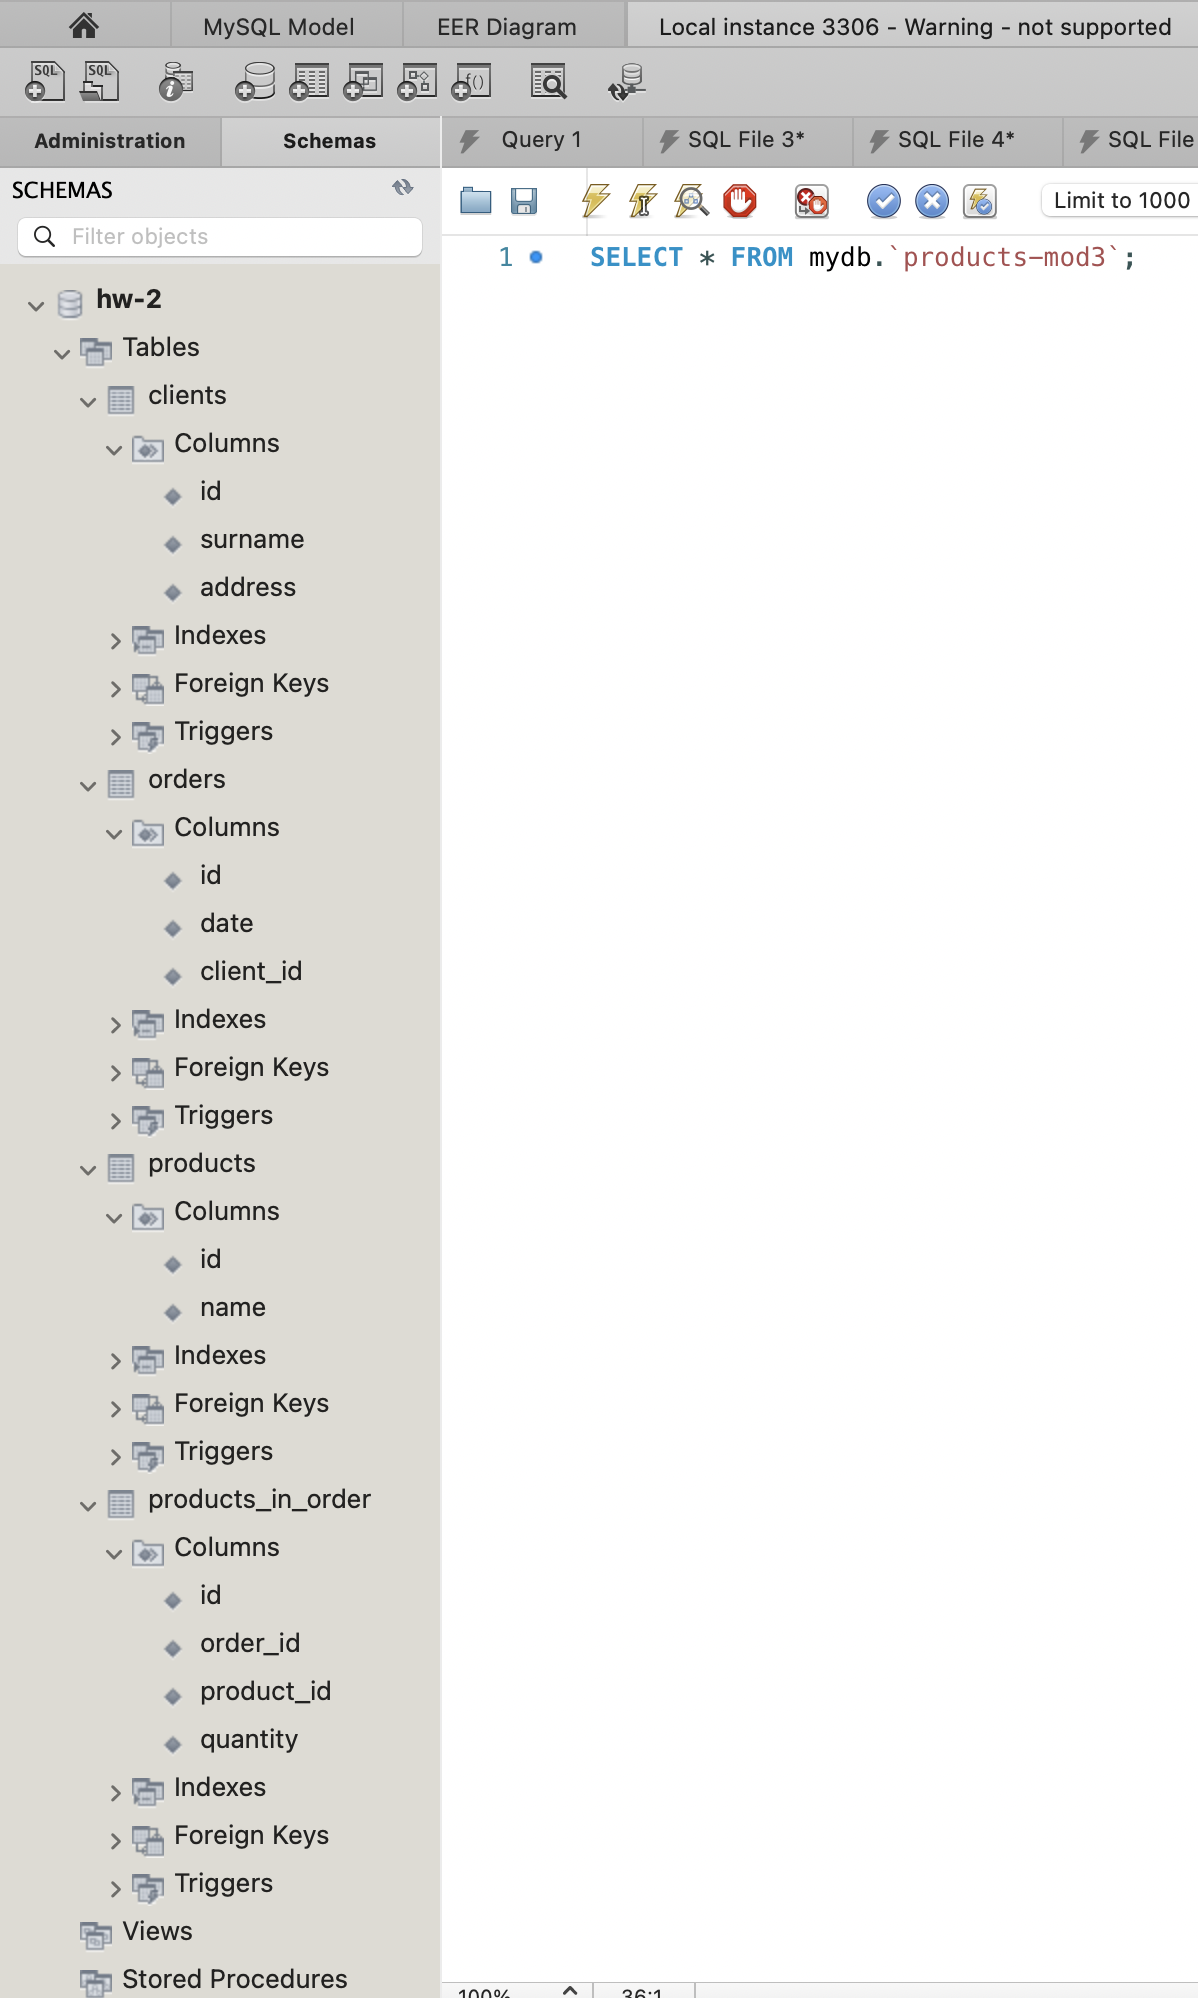 MySQL Model EER Diagram Local instance 3306 - Warning - not supported
SQL SQL f()
Administration Schemas Query 1 SQL File 3* SQL File 4* SQL File
SCHEMAS
Limit to 1000
Filter objects
1 SELECT * FROM mydb.`products-mod3`;
hw-2
Tables
clients
Columns
id
surname
address
Indexes
Foreign Keys
Triggers
orders
Columns
id
date
client_id
Indexes
Foreign Keys
Triggers
products
Columns
id
name
Indexes
Foreign Keys
Triggers
products_in_order
Columns
id
order_id
product_id
quantity
Indexes
Foreign Keys
Triggers
Views
Stored Procedures
100% 36:1